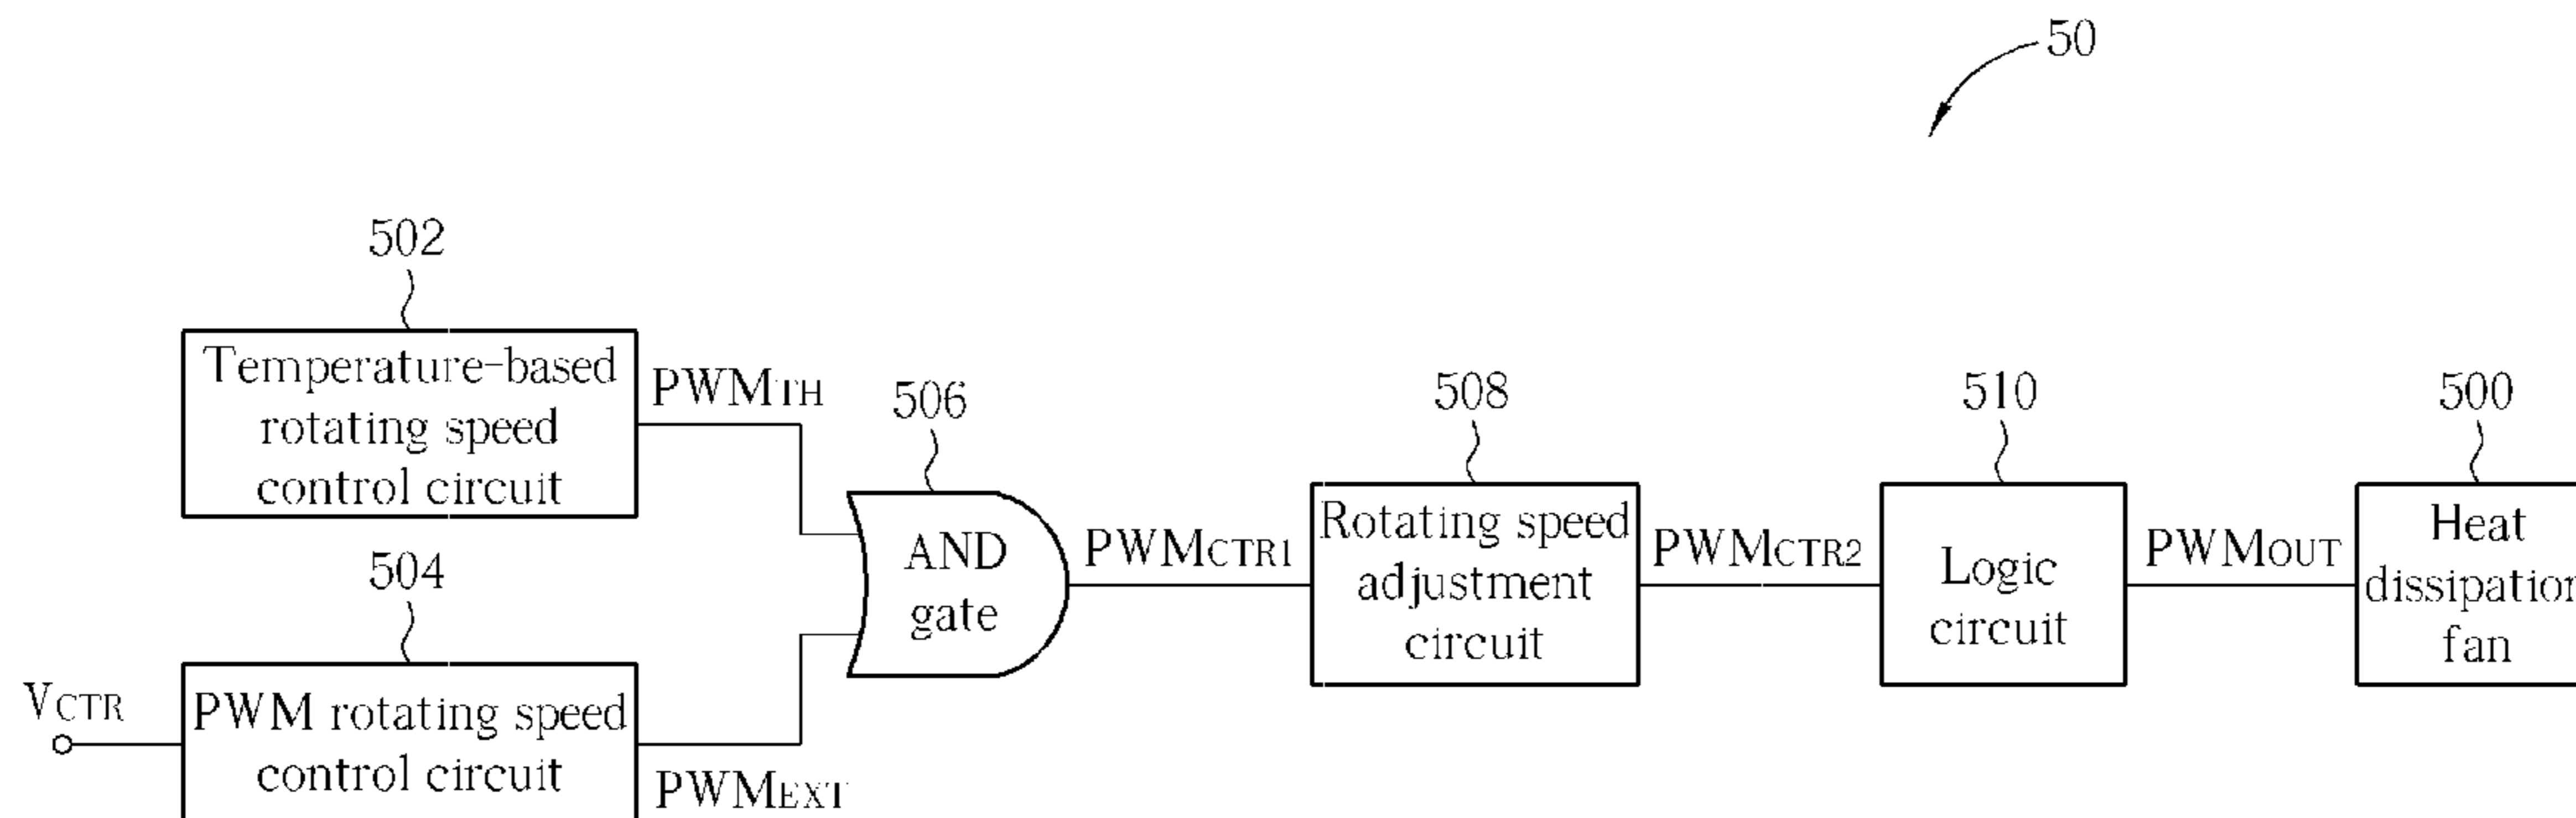 50
502
Temperature-based
rotating speed
control circuit
PWMTH
504
VCTR
PWM rotating speed
control circuit
PWMEXT
506
AND
gate
PWMCTR1
508
Rotating speed
adjustment
circuit
PWMCTR2
510
Logic
circuit
PWMOUT
500
Heat
dissipation
fan